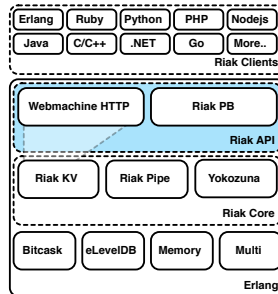 Erlang Ruby Python PHP Nodejs
Java C/C++ .NET Go More..
Riak Clients
Webmachine HTTP Riak PB
Riak API
Riak KV Riak Pipe Yokozuna
Riak Core
Bitcask eLevelDB Memory Multi
Erlang